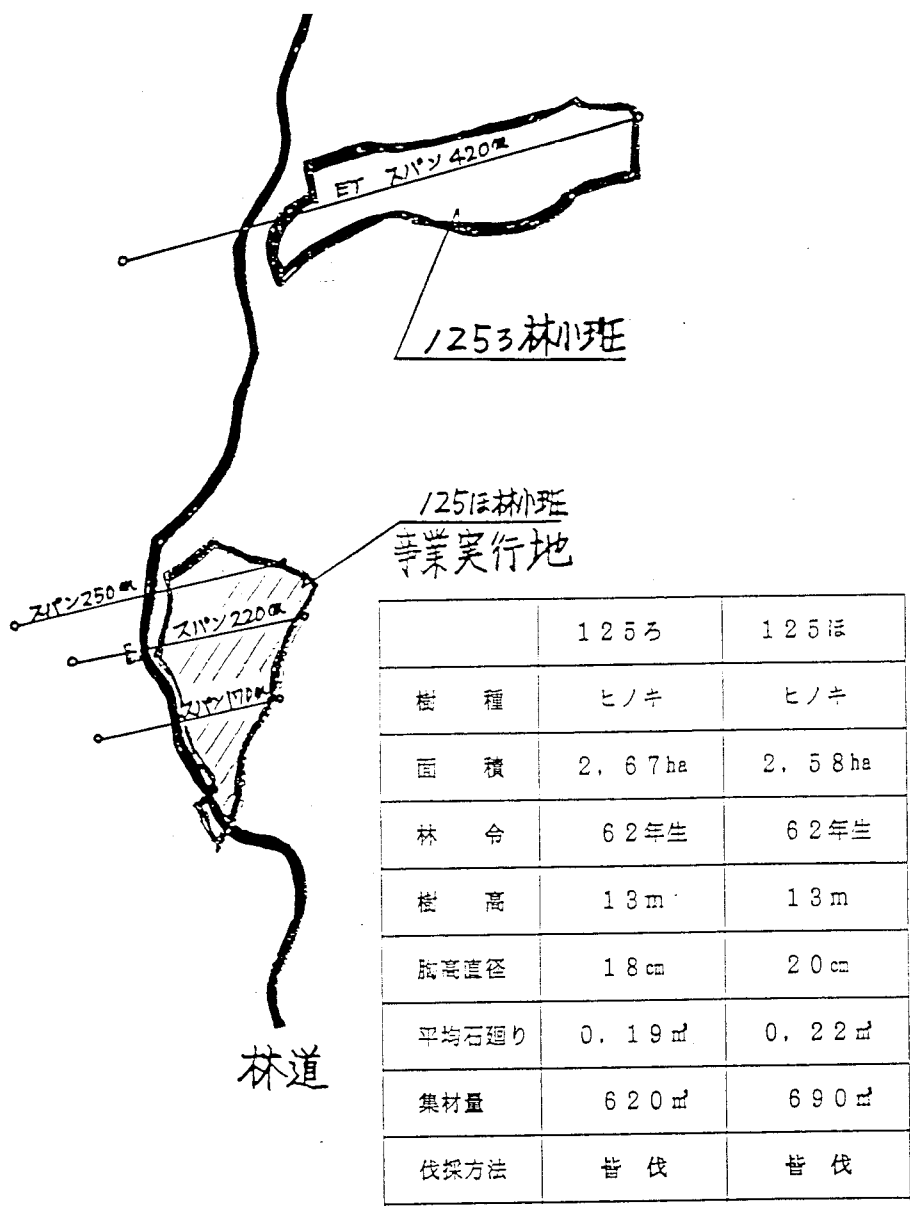 ET スパン 420m
125ろ林小班
125ほ林小班
事業実行地
スパン250m
スパン220m
スパン170m
林道
125ろ 125ほ
樹種 ヒノキ ヒノキ
面積 2.67ha 2.58ha
林令 62年生 62年生
樹高 13m 13m
胸高直径 18cm 20cm
平均石廻り 0.19㎥ 0.22㎥
集材量 620㎥ 690㎥
伐採方法 皆伐 皆伐